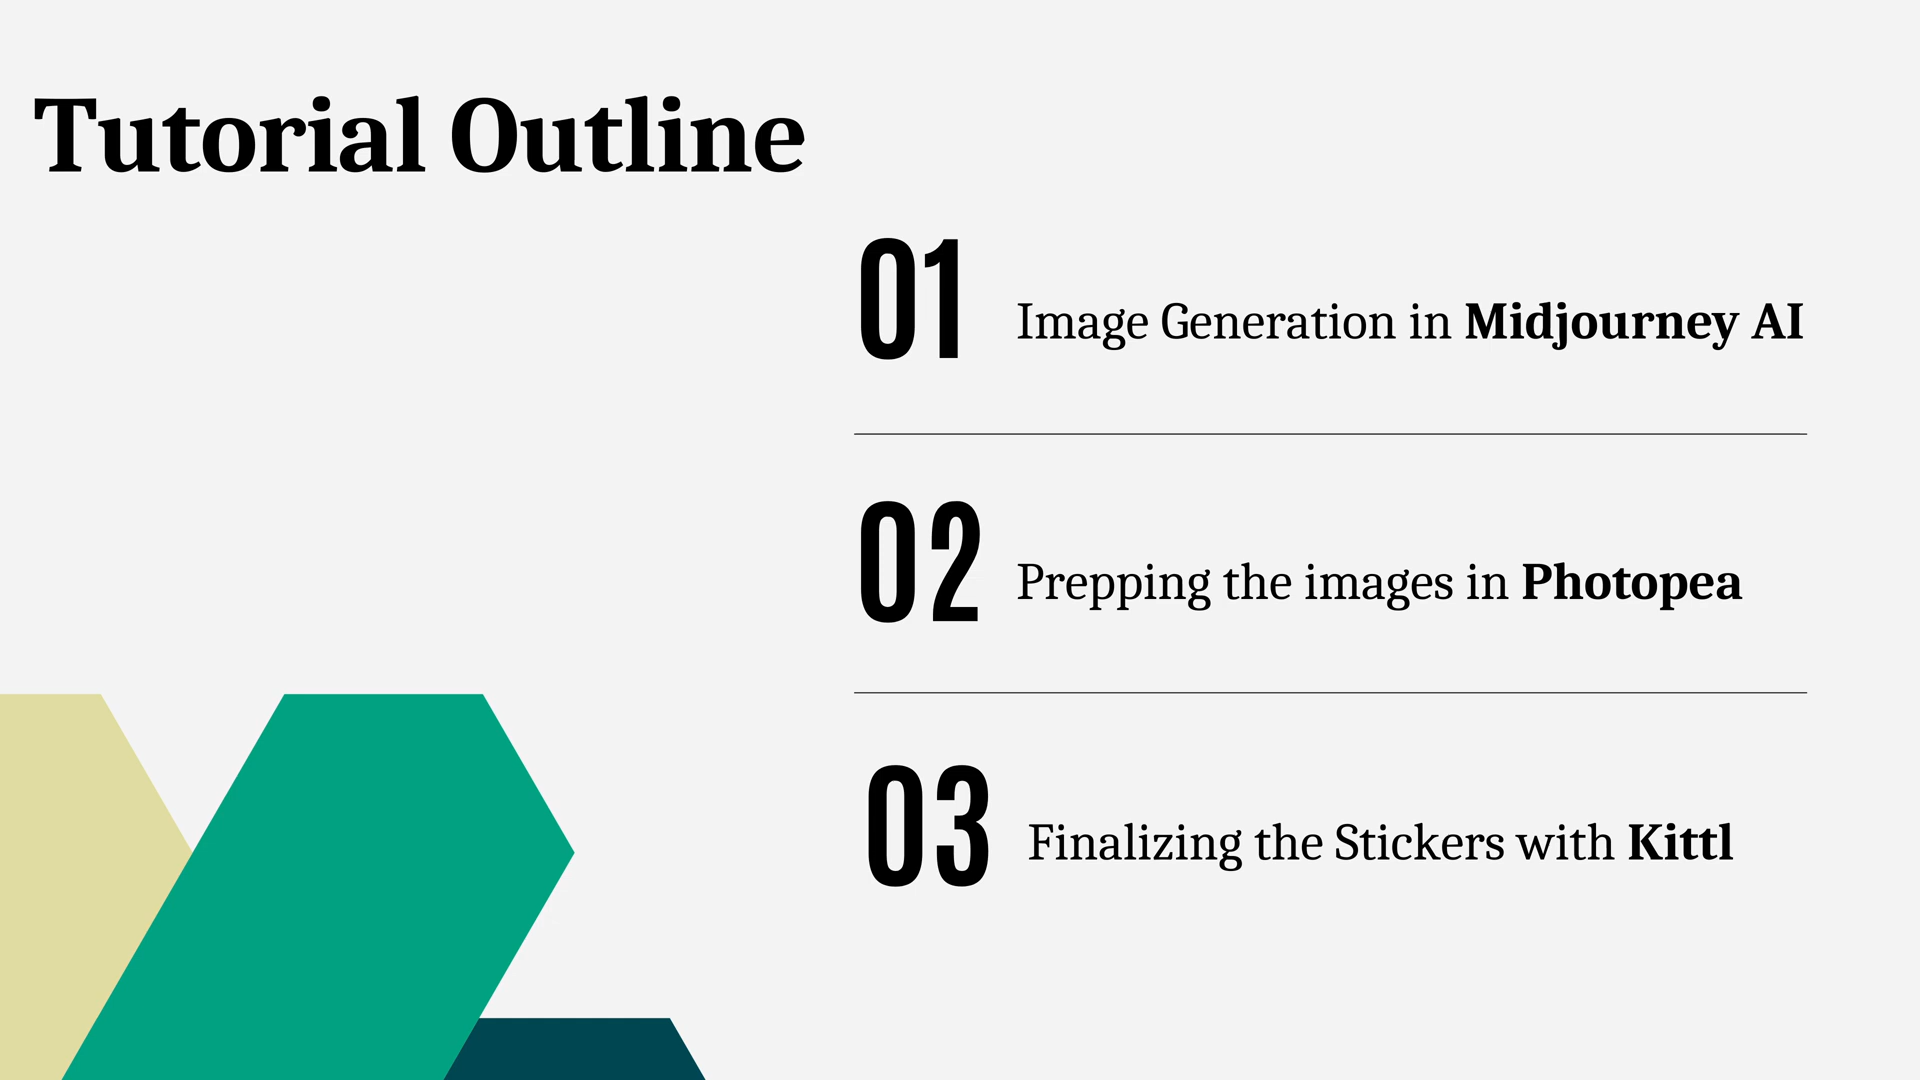 Tutorial Outline
01
Image Generation in Midjourney AI
02
Prepping the images in Photopea
03
Finalizing the Stickers with Kittl